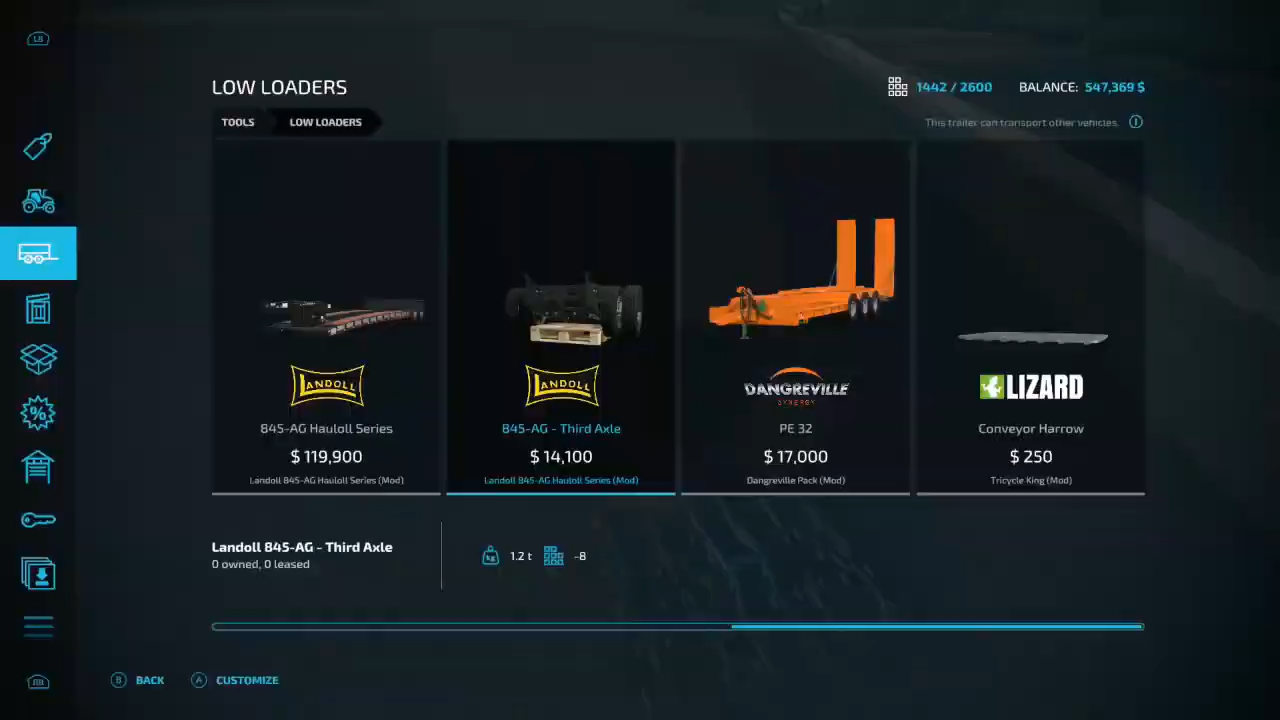 LB
LOW LOADERS
1442 / 2600
BALANCE: 547,369 $
TOOLS
LOW LOADERS
This trailer can transport other vehicles.
LANDOLL
845-AG Hauloll Series
$ 119,900
Landoll 845-AG Hauloll Series (Mod)
LANDOLL
845-AG - Third Axle
$ 14,100
Landoll 845-AG Hauloll Series (Mod)
DANGREVILLE
SYNERGY
PE 32
$ 17,000
Dangreville Pack (Mod)
LIZARD
Conveyor Harrow
$ 250
Tricycle King (Mod)
Landoll 845-AG - Third Axle
0 owned, 0 leased
kg 1.2 t
-8
RB
B BACK
A CUSTOMIZE